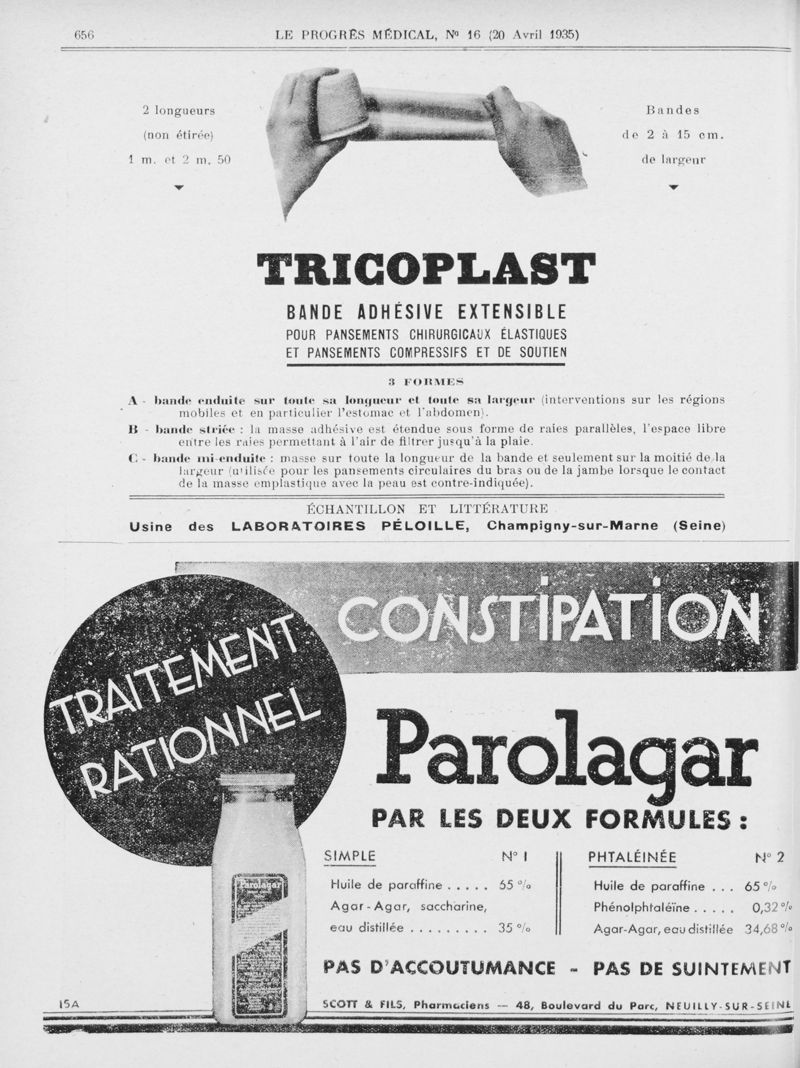 656
LE PROGRÈS MÉDICAL, Nº 16 (20 Avril 1935)
2 longueurs
(non étirée)
1 m. et 2 m. 50
Bandes
de 2 à 15 cm.
de largeur
TRICOPLAST
BANDE ADHÉSIVE EXTENSIBLE
POUR PANSEMENTS CHIRURGICAUX ÉLASTIQUES
ET PANSEMENTS COMPRESSIFS ET DE SOUTIEN
3 FORMES
A - bande enduite sur toute sa longueur et toute sa largeur (interventions sur les régions
mobiles et en particulier l'estomac et l'abdomen).
B - bande striée : la masse adhésive est étendue sous forme de raies parallèles, l'espace libre
entre les raies permettant à l'air de filtrer jusqu'à la plaie.
C - bande mi-enduite : masse sur toute la longueur de la bande et seulement sur la moitié de la
largeur (utilisée pour les pansements circulaires du bras ou de la jambe lorsque le contact
de la masse emplastique avec la peau est contre-indiquée).
ÉCHANTILLON ET LITTÉRATURE
Usine des LABORATOIRES PÉLOILLE, Champigny-sur-Marne (Seine)
CONSTIPATION
TRAITEMENT
RATIONNEL
Parolagar
PAR LES DEUX FORMULES :
SIMPLE Nº 1
Huile de paraffine ..... 65 %
Agar-Agar, saccharine,
eau distillée ......... 35 %
PHTALÉINÉE Nº 2
Huile de paraffine ... 65 %
Phénolphtaléïne ..... 0,32 %
Agar-Agar, eau distillée 34,68 %
Parolagar
PAS D'ACCOUTUMANCE - PAS DE SUINTEMENT
15A
SCOTT & FILS, Pharmaciens — 48, Boulevard du Parc, NEUILLY-SUR-SEINE